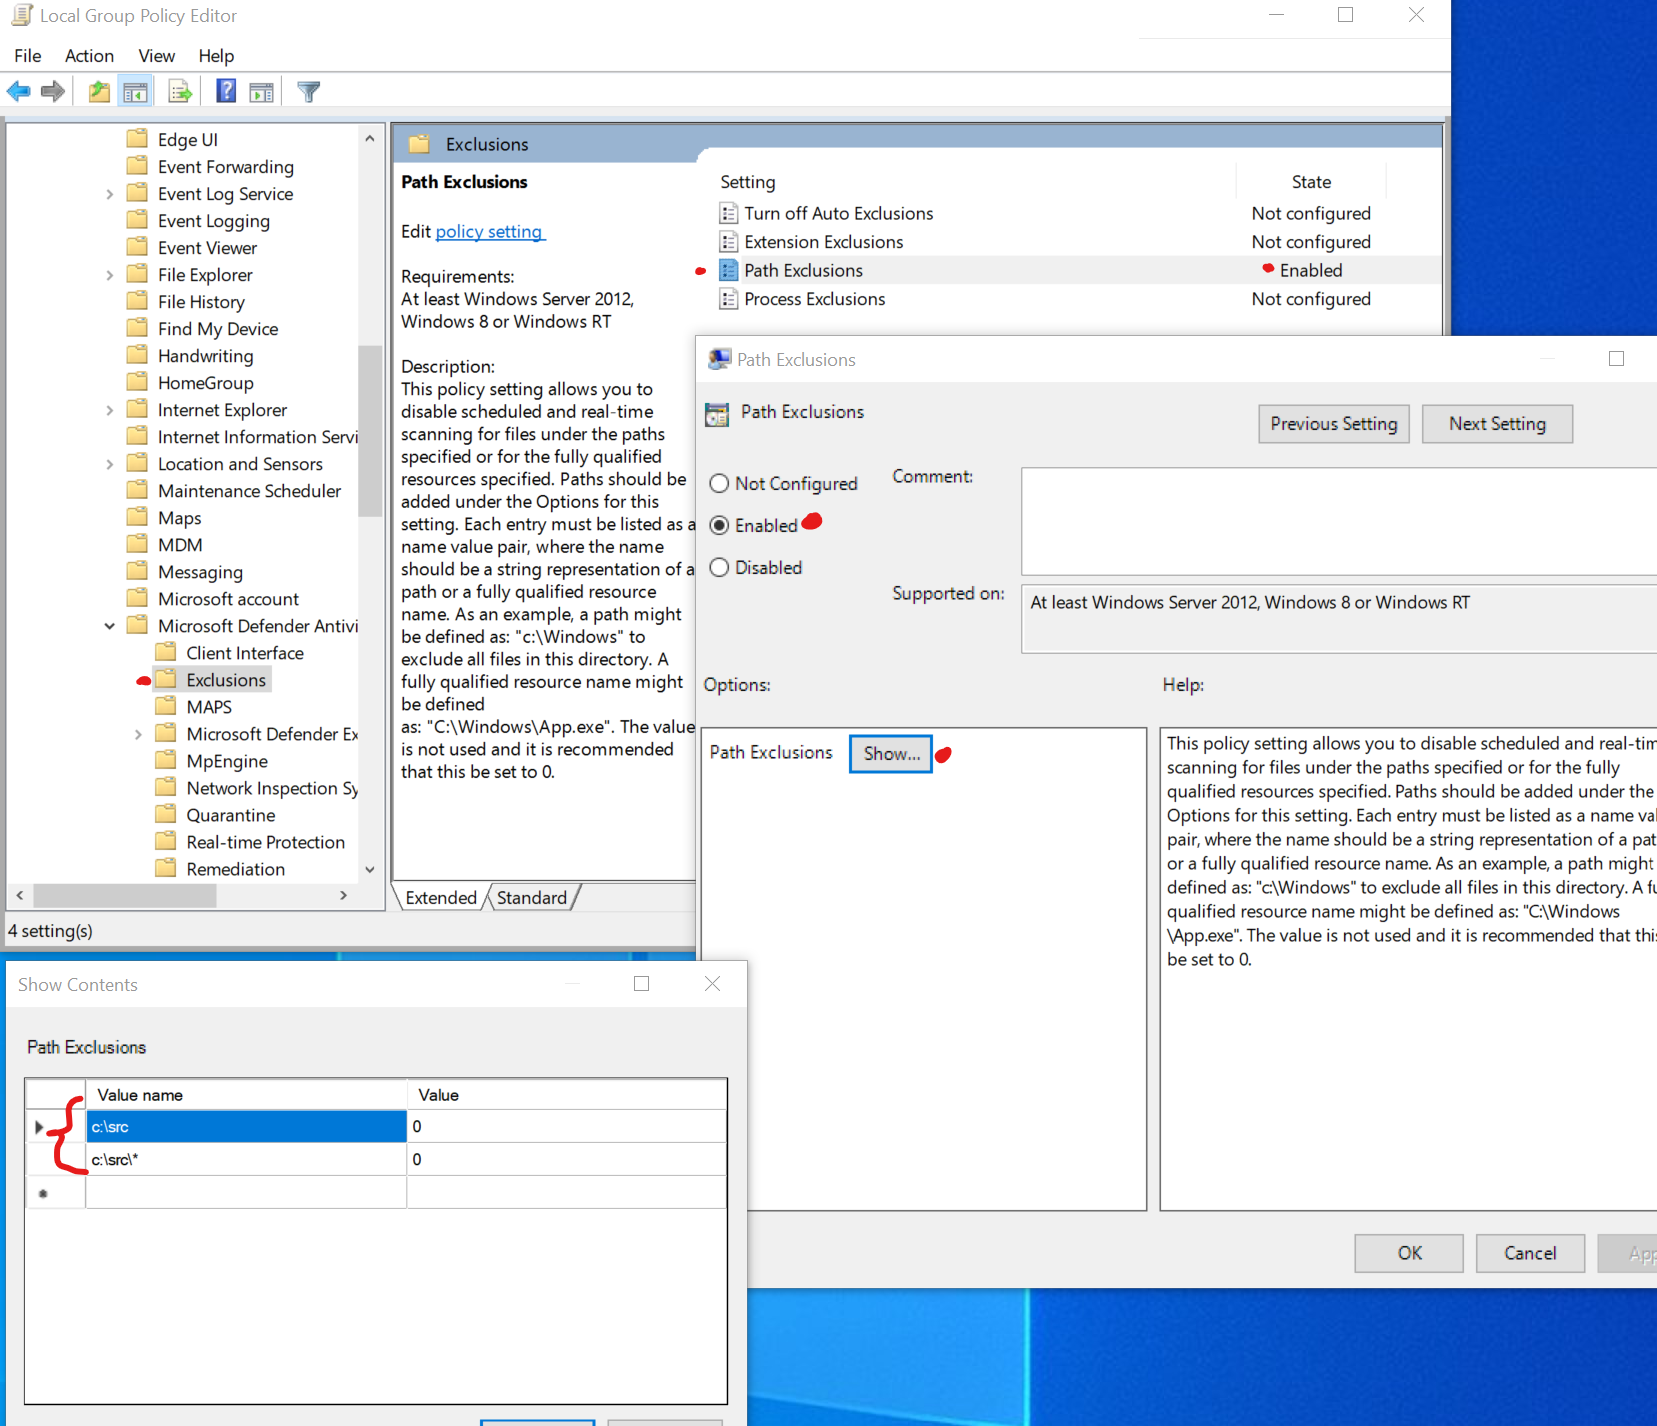 Local Group Policy Editor
File Action View Help
Edge UI
Event Forwarding
Event Log Service
Event Logging
Event Viewer
File Explorer
File History
Find My Device
Handwriting
HomeGroup
Internet Explorer
Internet Information Servi
Location and Sensors
Maintenance Scheduler
Maps
MDM
Messaging
Microsoft account
Microsoft Defender Antivi
Client Interface
Exclusions
MAPS
Microsoft Defender Ex
MpEngine
Network Inspection Sy
Quarantine
Real-time Protection
Remediation
4 setting(s)
Exclusions
Path Exclusions
Edit policy setting
Requirements:
At least Windows Server 2012,
Windows 8 or Windows RT
Description:
This policy setting allows you to
disable scheduled and real-time
scanning for files under the paths
specified or for the fully qualified
resources specified. Paths should be
added under the Options for this
setting. Each entry must be listed as a
name value pair, where the name
should be a string representation of a
path or a fully qualified resource
name. As an example, a path might
be defined as: "c:\Windows" to
exclude all files in this directory. A
fully qualified resource name might
be defined
as: "C:\Windows\App.exe". The value
is not used and it is recommended
that this be set to 0.
Extended Standard
Setting State
Turn off Auto Exclusions Not configured
Extension Exclusions Not configured
Path Exclusions Enabled
Process Exclusions Not configured
Path Exclusions
Path Exclusions
Previous Setting Next Setting
Not Configured
Enabled
Disabled
Comment:
Supported on: At least Windows Server 2012, Windows 8 or Windows RT
Options: Help:
Path Exclusions Show...
This policy setting allows you to disable scheduled and real-tim
scanning for files under the paths specified or for the fully
qualified resources specified. Paths should be added under the
Options for this setting. Each entry must be listed as a name val
pair, where the name should be a string representation of a pat
or a fully qualified resource name. As an example, a path might
defined as: "c:\Windows" to exclude all files in this directory. A fu
qualified resource name might be defined as: "C:\Windows
\App.exe". The value is not used and it is recommended that this
be set to 0.
OK Cancel App
Show Contents
Path Exclusions
Value name Value
c:\src 0
c:\src\* 0